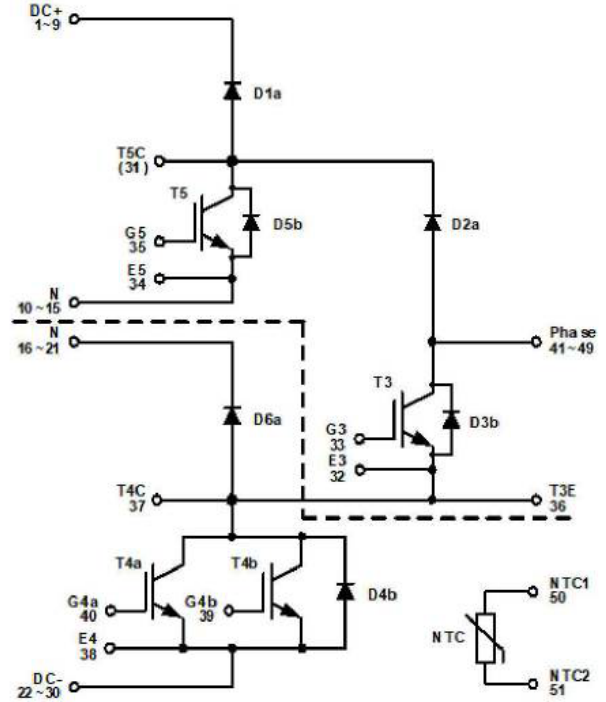 DC+
1~9
D1a
T5C
(31)
T5
D5b
D2a
G5
35
E5
34
N
10~15
N
16~21
Phase
41~49
T3
D6a
G3
33
D3b
E3
32
T4C
37
T3E
36
T4a
T4b
G4a
40
G4b
39
D4b
NTC1
50
E4
38
NTC
DC-
22~30
NTC2
51